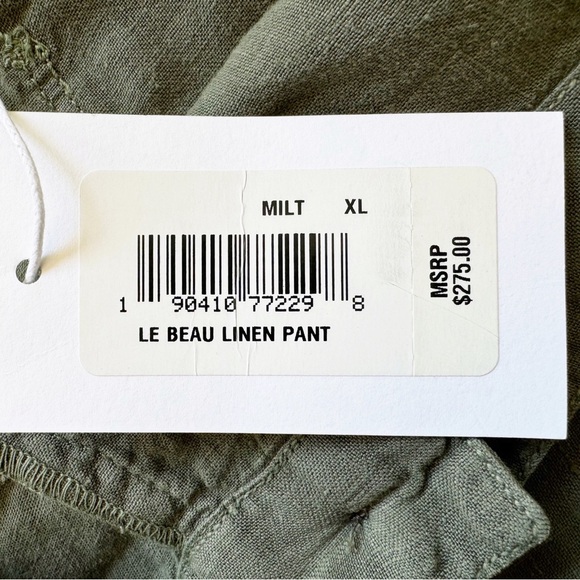 MILT XL
1 90410 77229 8
LE BEAU LINEN PANT
MSRP
$275.00